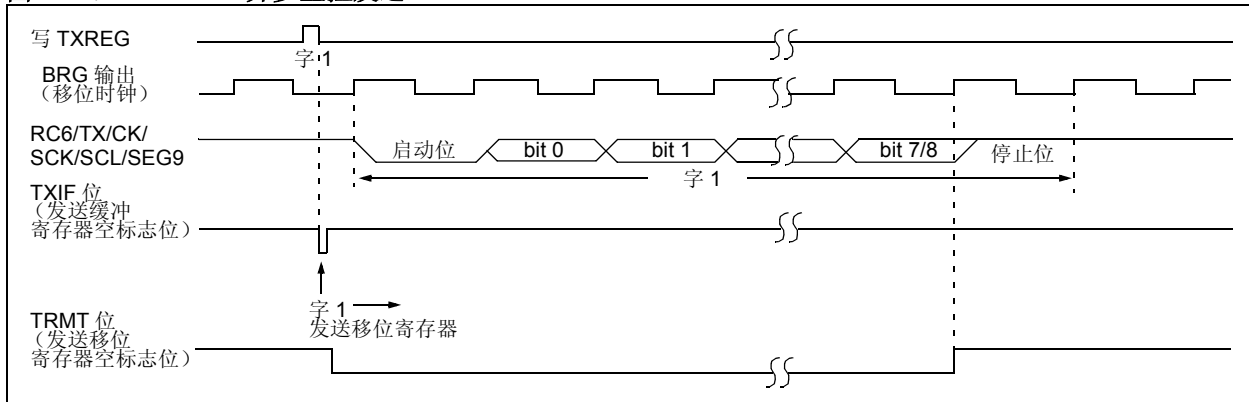 写 TXREG
字 1
BRG 输出
（移位时钟）
RC6/TX/CK/
SCK/SCL/SEG9
启动位
bit 0
bit 1
bit 7/8
停止位
字 1
TXIF 位
（发送缓冲
寄存器空标志位）
字 1
发送移位寄存器
TRMT 位
（发送移位
寄存器空标志位）